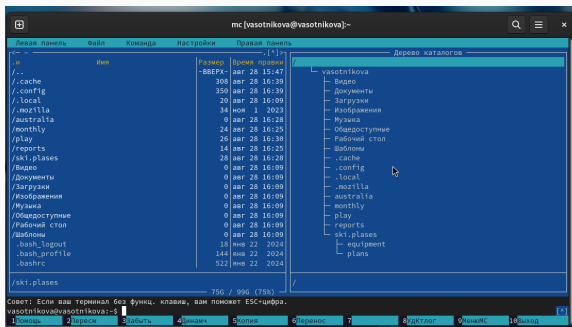 mc [vasotnikova@vasotnikova]:~
Левая панель Файл Команда Настройки Правая панель
.[^]>
Дерево каталогов
.и Имя Размер Время правки
/.. -ВВЕРХ- авг 28 15:47
/.cache 308 авг 28 16:39
/.config 350 авг 28 16:39
/.local 20 авг 28 16:09
/.mozilla 34 ноя 1 2023
/australia 0 авг 28 16:28
/monthly 24 авг 28 16:25
/play 26 авг 28 16:30
/reports 14 авг 28 16:25
/ski.plases 28 авг 28 16:28
/Видео 0 авг 28 16:09
/Документы 0 авг 28 16:09
/Загрузки 0 авг 28 16:09
/Изображения 0 авг 28 16:09
/Музыка 0 авг 28 16:09
/Общедоступные 0 авг 28 16:09
/Рабочий стол 0 авг 28 16:09
/Шаблоны 0 авг 28 16:09
.bash_logout 18 янв 22 2024
.bash_profile 144 янв 22 2024
.bashrc 522 янв 22 2024
/ski.plases
75G / 99G (75%)
/
vasotnikova
Видео
Документы
Загрузки
Изображения
Музыка
Общедоступные
Рабочий стол
Шаблоны
.cache
.config
.local
.mozilla
australia
monthly
play
reports
ski.plases
equipment
plans
/
Совет: Если ваш терминал без функц. клавиш, вам поможет ESC+цифра.
vasotnikova@vasotnikova:~$
[^]
1Помощь 2Пересм 3Забыть 4Динамч 5Копия 6Перенос 7 8УдКтлог 9МенюMC 10Выход